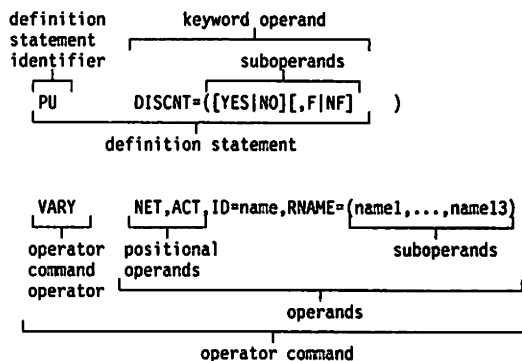 definition keyword operand
statement
identifier suboperands
PU DISCNT=([YES|NO][,F|NF] )
definition statement
VARY NET,ACT,ID=name,RNAME=(name1,...,name13)
operator positional suboperands
command operands
operator
operands
operator command